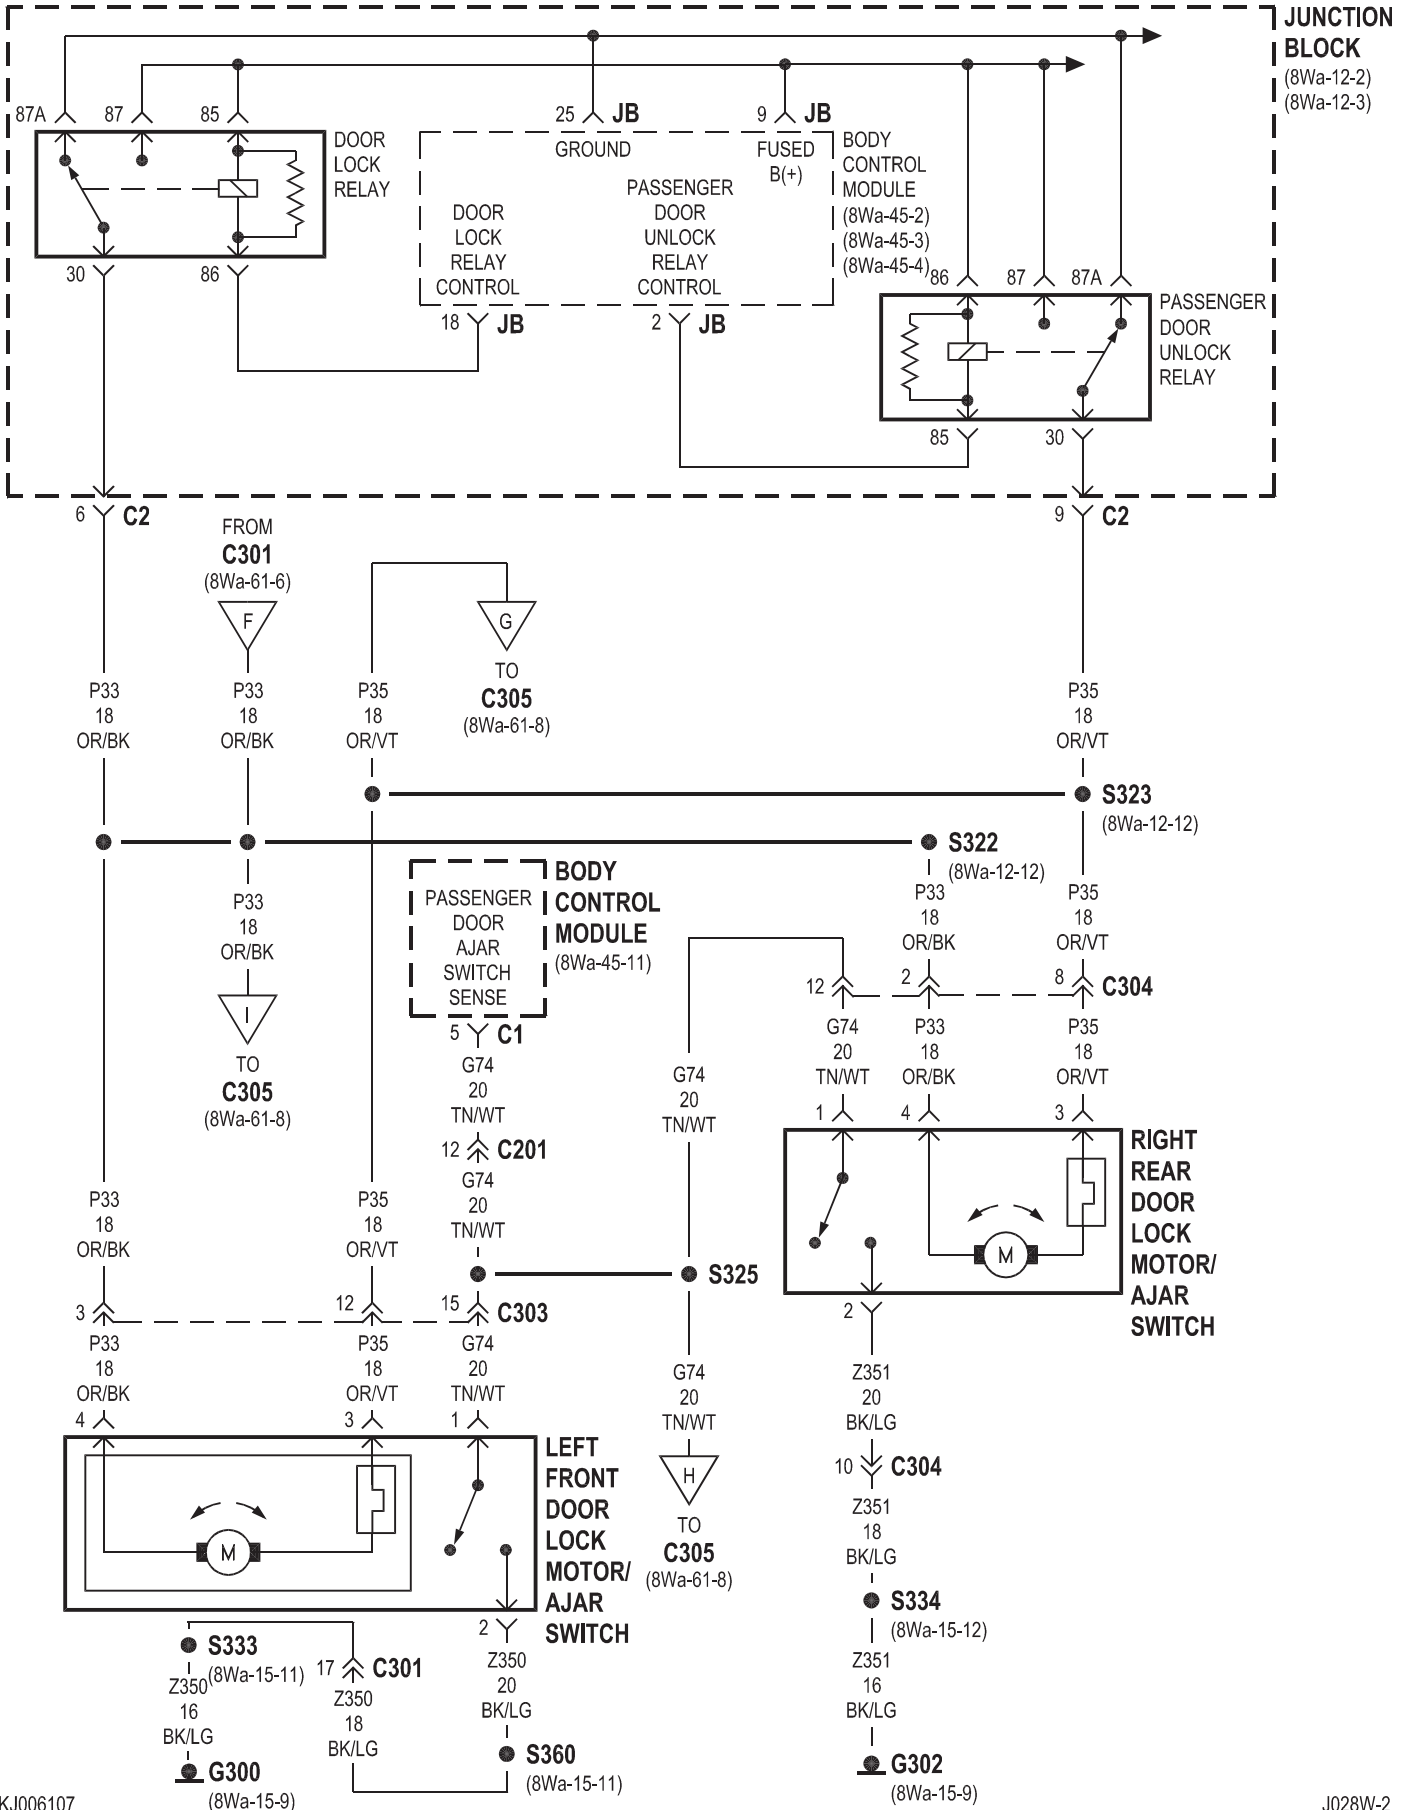 JUNCTION
BLOCK
(8Wa-12-2)
(8Wa-12-3)
87A
87
85
25
JB
9
JB
DOOR
LOCK
RELAY
GROUND
FUSED
B(+)
BODY
CONTROL
MODULE
(8Wa-45-2)
(8Wa-45-3)
(8Wa-45-4)
DOOR
LOCK
RELAY
CONTROL
PASSENGER
DOOR
UNLOCK
RELAY
CONTROL
30
86
18
JB
2
JB
86
87
87A
PASSENGER
DOOR
UNLOCK
RELAY
85
30
6
C2
9
C2
FROM
C301
(8Wa-61-6)
F
G
TO
C305
(8Wa-61-8)
P33
18
OR/BK
P33
18
OR/BK
P35
18
OR/VT
P35
18
OR/VT
S323
(8Wa-12-12)
S322
(8Wa-12-12)
P33
18
OR/BK
PASSENGER
DOOR
AJAR
SWITCH
SENSE
BODY
CONTROL
MODULE
(8Wa-45-11)
P33
18
OR/BK
P35
18
OR/VT
12
2
8
C304
I
TO
C305
(8Wa-61-8)
5
C1
G74
20
TN/WT
G74
20
TN/WT
G74
20
TN/WT
P33
18
OR/BK
P35
18
OR/VT
1
4
3
12
C201
G74
20
TN/WT
RIGHT
REAR
DOOR
LOCK
MOTOR/
AJAR
SWITCH
M
P33
18
OR/BK
P35
18
OR/VT
S325
3
12
15
C303
2
P33
18
OR/BK
P35
18
OR/VT
G74
20
TN/WT
G74
20
TN/WT
Z351
20
BK/LG
4
3
1
LEFT
FRONT
DOOR
LOCK
MOTOR/
AJAR
SWITCH
M
H
TO
C305
(8Wa-61-8)
10
C304
Z351
18
BK/LG
S334
(8Wa-15-12)
2
S333
(8Wa-15-11)
17
C301
Z350
16
BK/LG
Z350
18
BK/LG
Z350
20
BK/LG
Z351
16
BK/LG
S360
(8Wa-15-11)
G300
(8Wa-15-9)
G302
(8Wa-15-9)
KJ006107
J028W-2